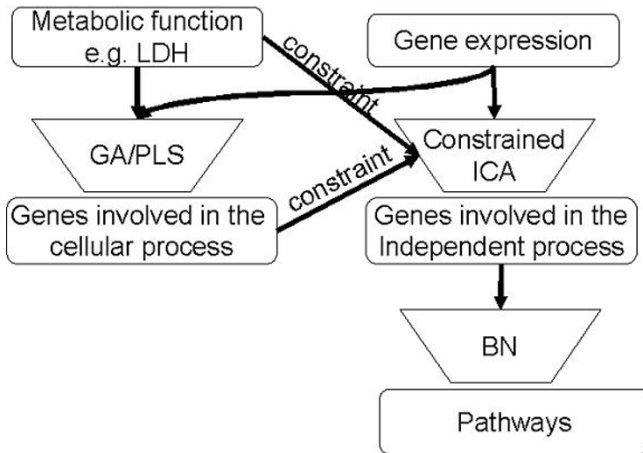 Metabolic function
e.g. LDH
Gene expression
constraint
GA/PLS
Constrained
ICA
constraint
Genes involved in the
cellular process
Genes involved in the
Independent process
BN
Pathways